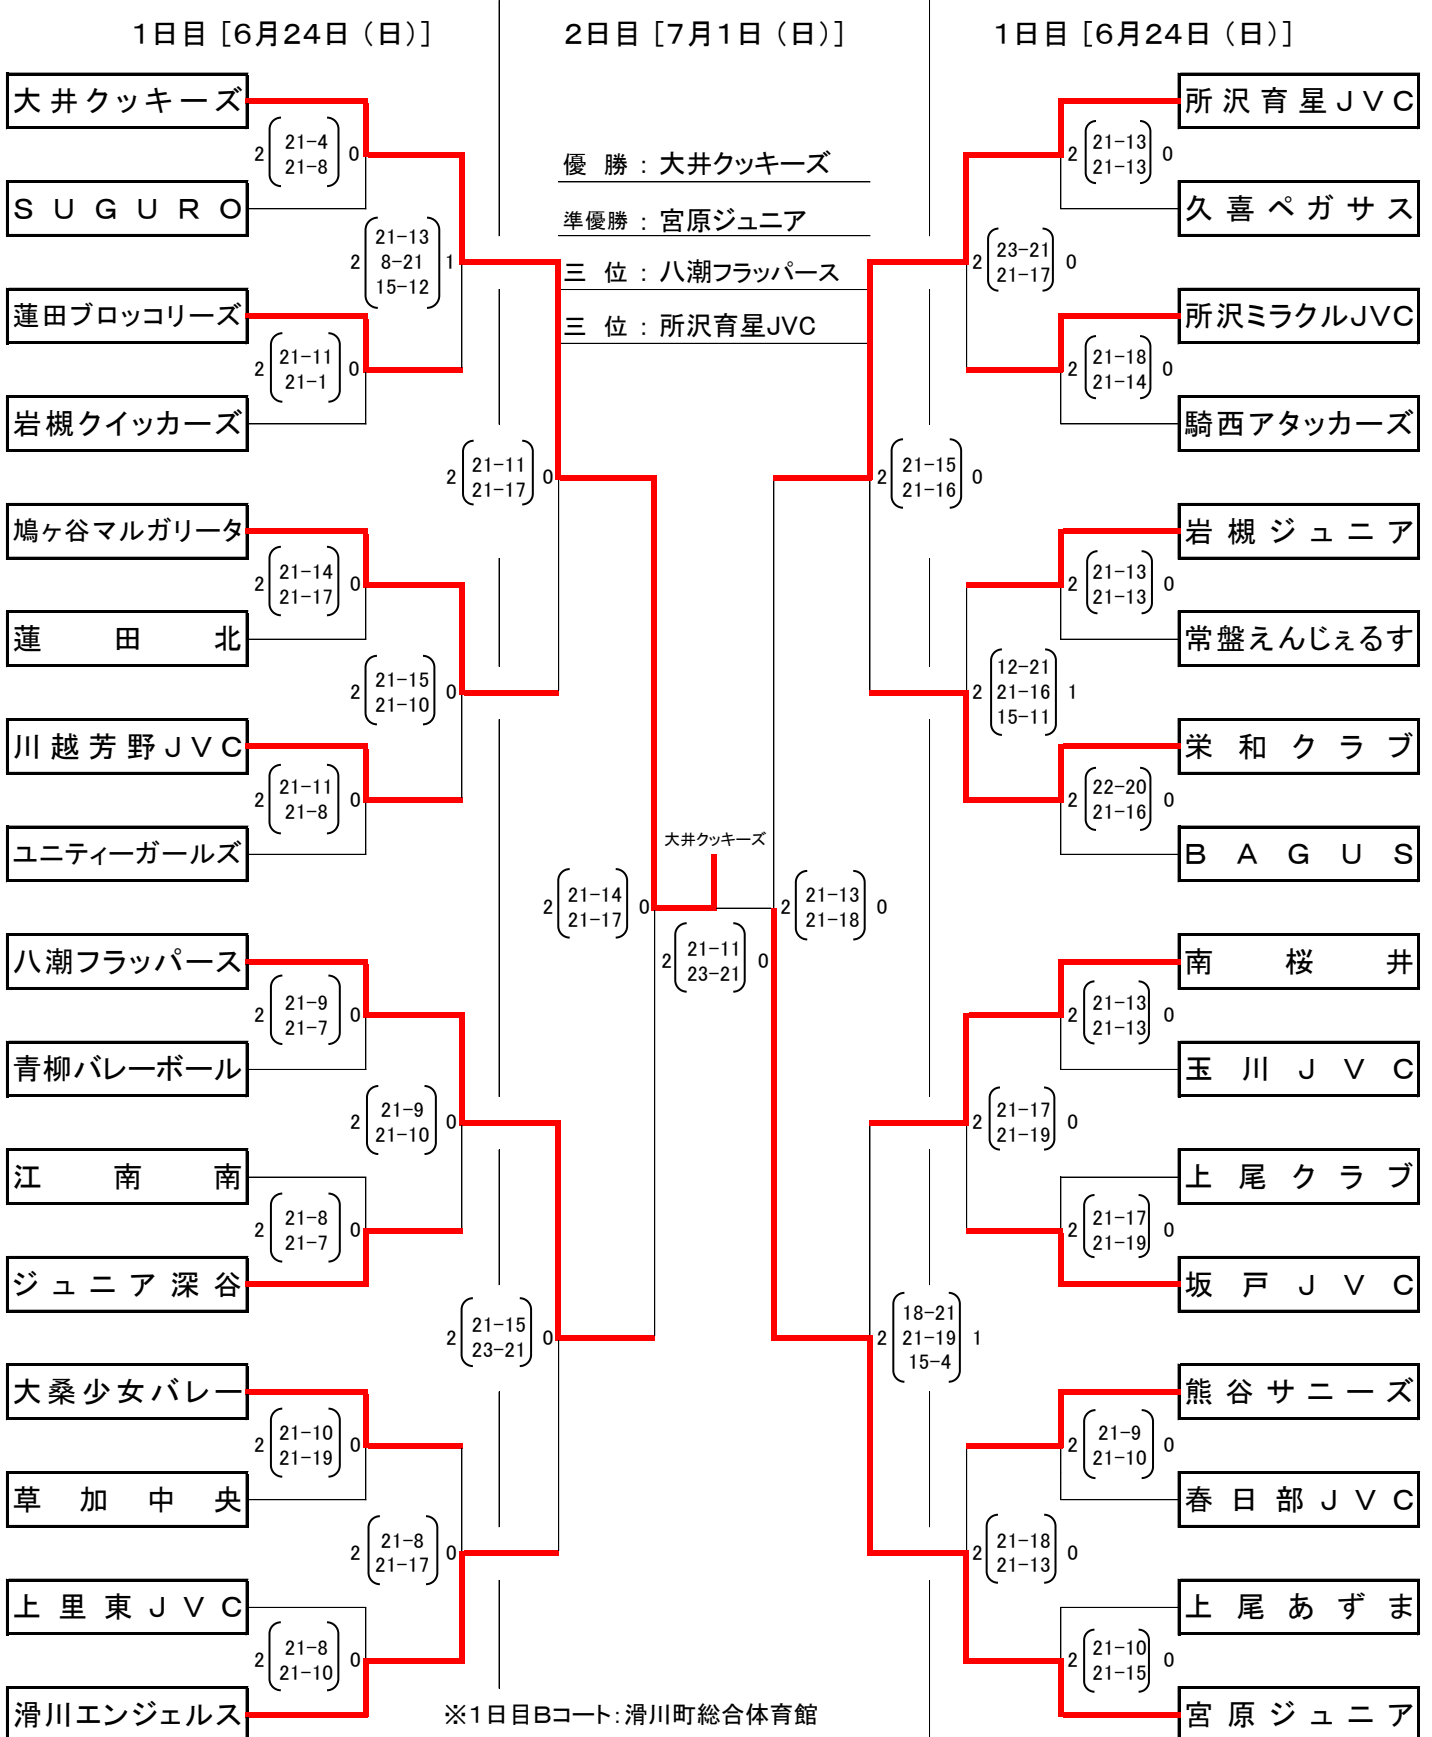 1日目 [6月24日 (日)]
2日目 [7月1日 (日)]
1日目 [6月24日 (日)]
優 勝 : 大井クッキーズ
準優勝 : 宮原ジュニア
三 位 : 八潮フラッパース
三 位 : 所沢育星JVC
大井クッキーズ
2 21-4 0
21-8
SUGURO
2 21-13 1
8-21
15-12
蓮田ブロッコリーズ
2 21-11 0
21-1
岩槻クイッカーズ
2 21-11 0
21-17
鳩ヶ谷マルガリータ
2 21-14 0
21-17
蓮田北
2 21-15 0
21-10
川越芳野JVC
2 21-11 0
21-8
ユニティーガールズ
2 21-14 0
21-17
八潮フラッパース
2 21-9 0
21-7
青柳バレーボール
2 21-9 0
21-10
江南南
2 21-8 0
21-7
ジュニア深谷
2 21-15 0
23-21
大桑少女バレー
2 21-10 0
21-19
草加中央
2 21-8 0
21-17
上里東JVC
2 21-8 0
21-10
滑川エンジェルス
大井クッキーズ
2 21-11 0
23-21
所沢育星JVC
2 21-13 0
21-13
久喜ペガサス
2 23-21 0
21-17
所沢ミラクルJVC
2 21-18 0
21-14
騎西アタッカーズ
2 21-15 0
21-16
岩槻ジュニア
2 21-13 0
21-13
常盤えんじぇるす
2 12-21 1
21-16
15-11
栄和クラブ
2 22-20 0
21-16
BAGUS
2 21-13 0
21-18
南桜井
2 21-13 0
21-13
玉川JVC
2 21-17 0
21-19
上尾クラブ
2 21-17 0
21-19
坂戸JVC
2 18-21 1
21-19
15-4
熊谷サニーズ
2 21-9 0
21-10
春日部JVC
2 21-18 0
21-13
上尾あずま
2 21-10 0
21-15
宮原ジュニア
※1日目Bコート:滑川町総合体育館